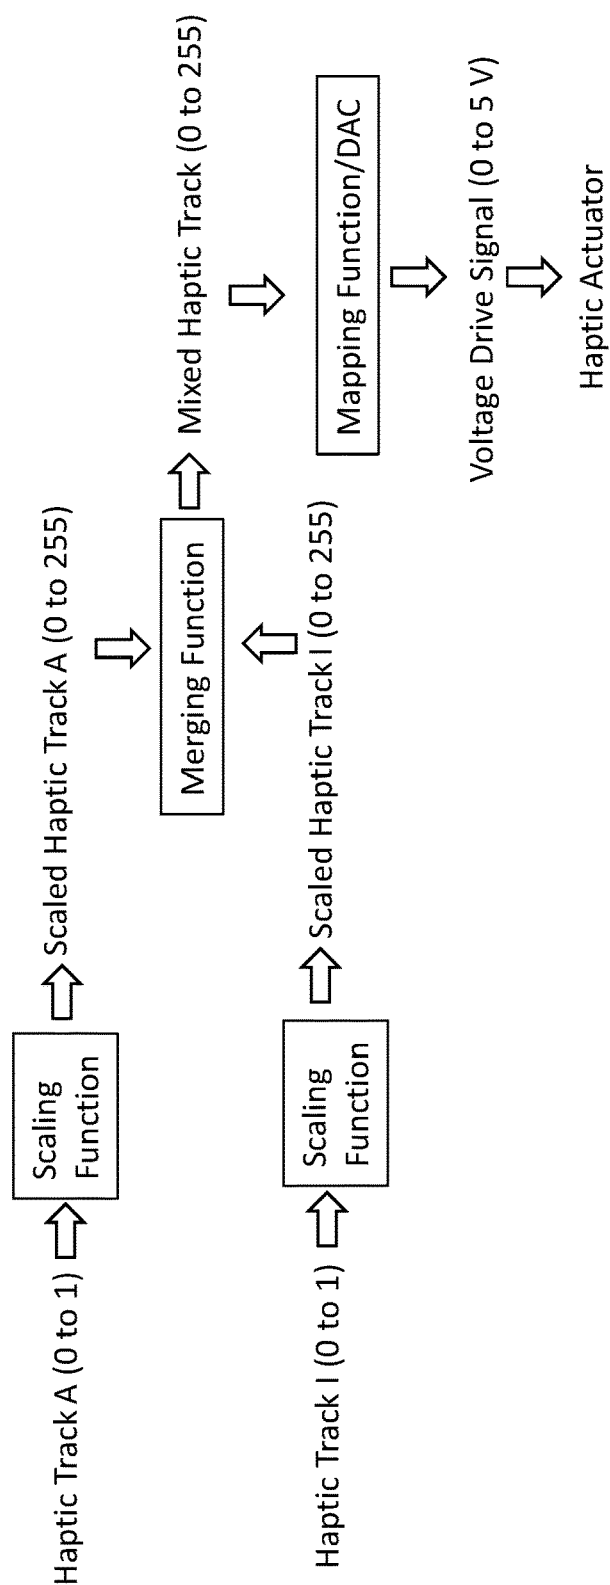 Haptic Track A (0 to 1)
Scaling
Function
Scaled Haptic Track A (0 to 255)
Haptic Track I (0 to 1)
Scaling
Function
Scaled Haptic Track I (0 to 255)
Merging Function
Mixed Haptic Track (0 to 255)
Mapping Function/DAC
Voltage Drive Signal (0 to 5 V)
Haptic Actuator